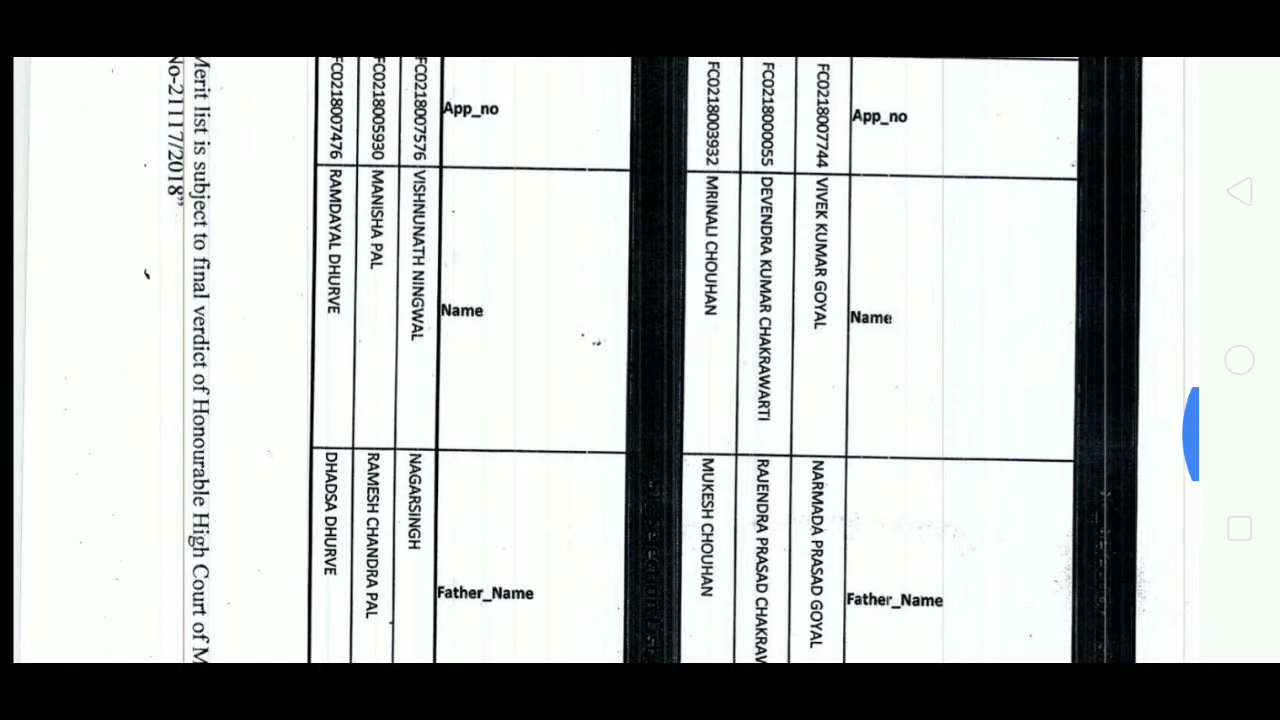 App_no Name Father_Name
FC0218007744 VIVEK KUMAR GOYAL NARMADA PRASAD GOYAL
FC0218000055 DEVENDRA KUMAR CHAKRAWARTI RAJENDRA PRASAD
FC0218003932 MRINALI CHOUHAN MUKESH CHOUHAN
App_no Name Father_Name
FC0218007576 VISHNUNATH NINGWAL NAGARSINGH
FC0218005930 MANISHA PAL RAMESH CHANDRA PAL
FC0218007476 RAMDAYAL DHURVE DHADSA DHURVE
Merit list is subject to final verdict of Honourable High Court of M
No-21117/2018”